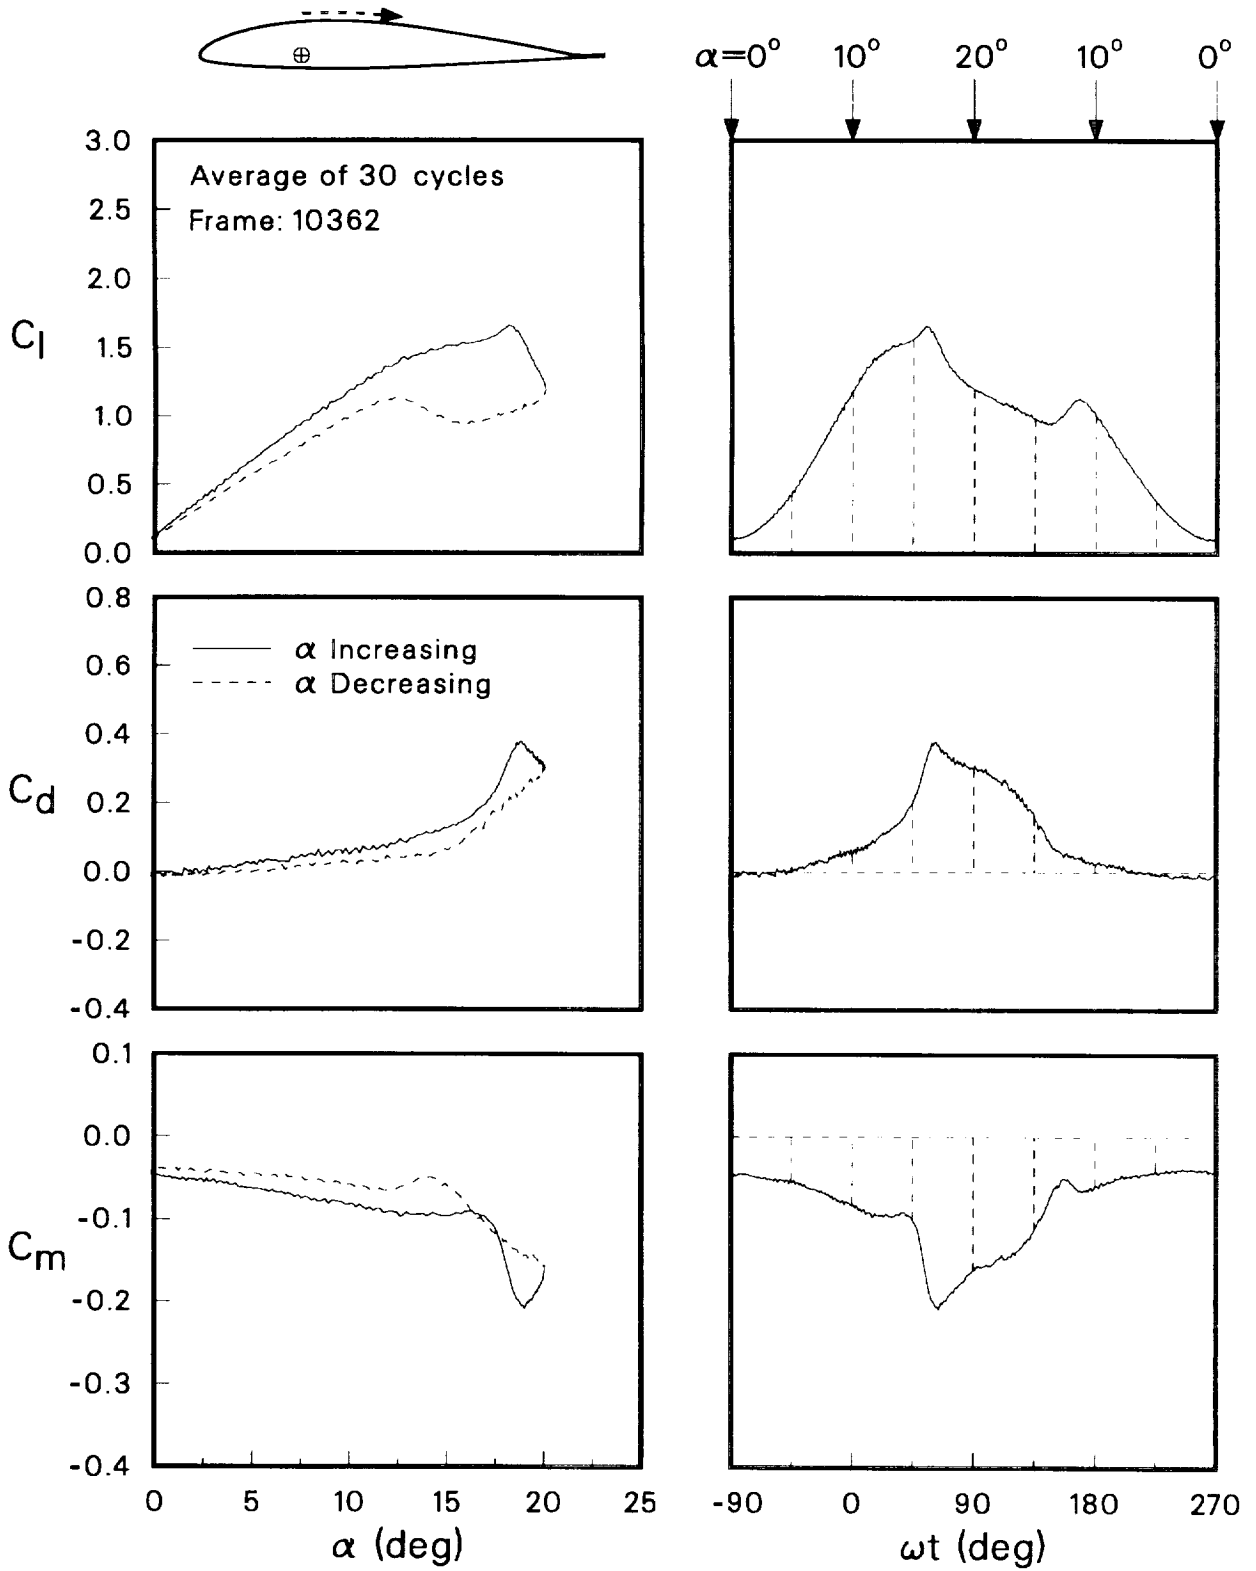 α=0° 10° 20° 10° 0°
3.0
2.5
2.0
1.5
1.0
0.5
0.0
Cl
Average of 30 cycles
Frame: 10362
0.8
0.6
0.4
0.2
0.0
-0.2
-0.4
Cd
α Increasing
α Decreasing
0.1
0.0
-0.1
-0.2
-0.3
-0.4
Cm
0 5 10 15 20 25
α (deg)
-90 0 90 180 270
ωt (deg)